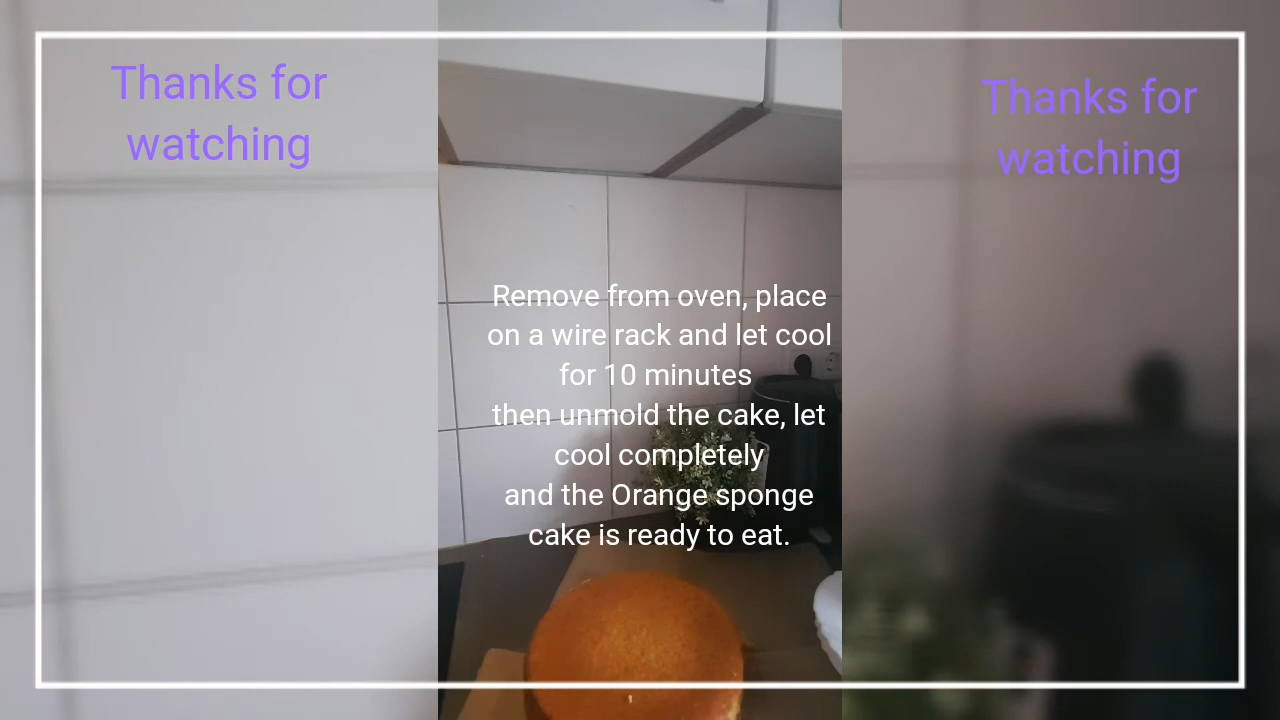 Thanks for
watching
Thanks for
watching
Remove from oven, place
on a wire rack and let cool
for 10 minutes
then unmold the cake, let
cool completely
and the Orange sponge
cake is ready to eat.